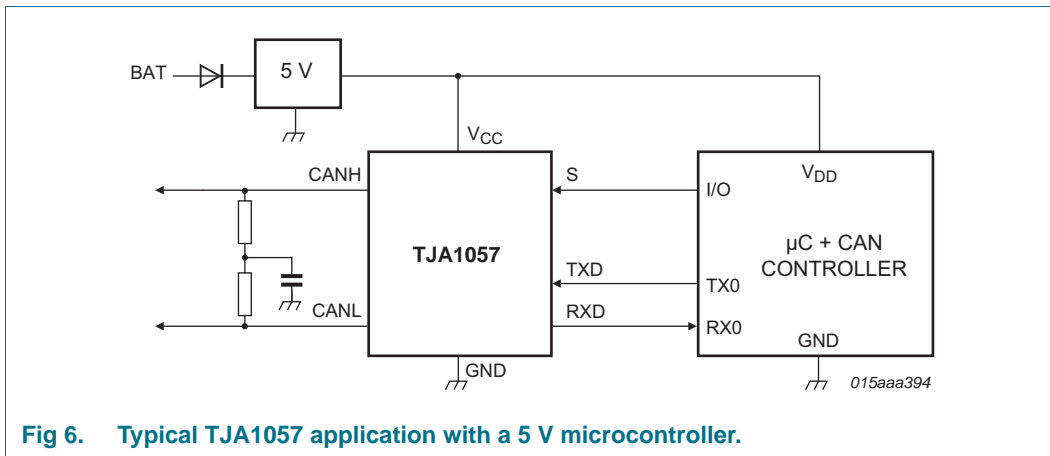 BAT
5 V
VCC
CANH
S
I/O
VDD
TJA1057
µC + CAN
CONTROLLER
TXD
TX0
CANL
RXD
RX0
GND
GND
015aaa394
Fig 6. Typical TJA1057 application with a 5 V microcontroller.